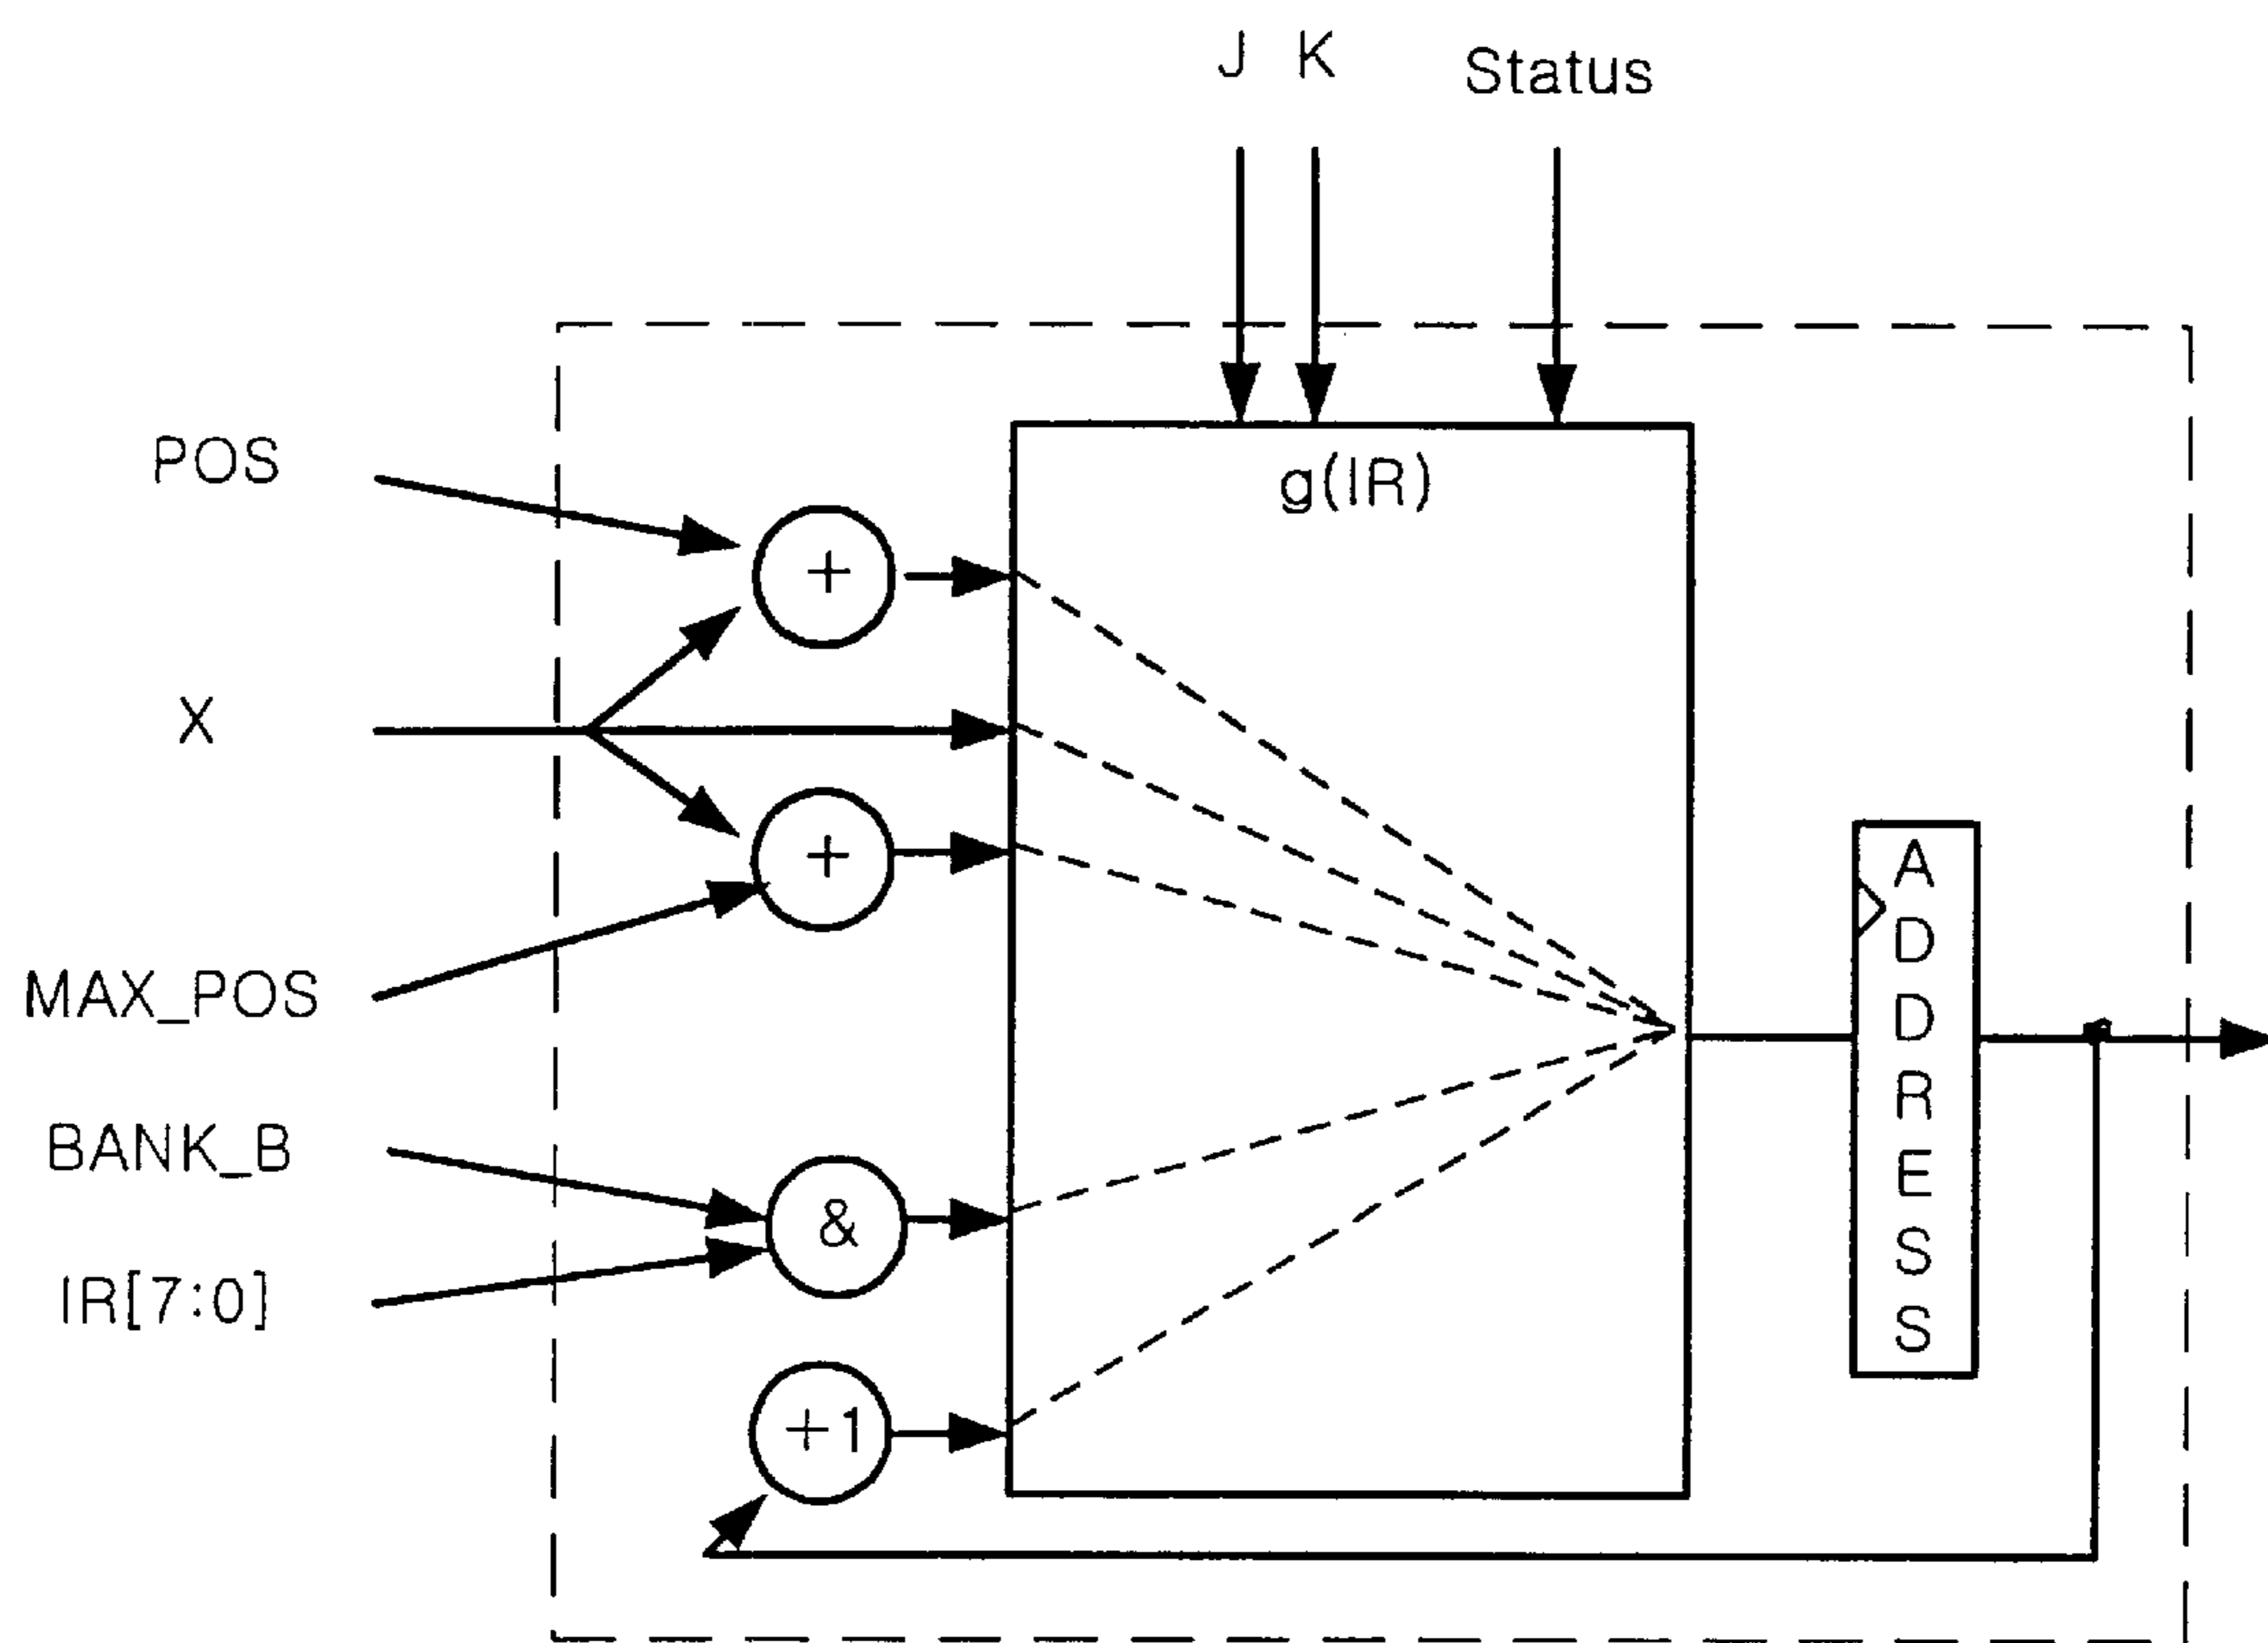 J K Status
g(IR)
POS
+
X
+
MAX_POS
BANK_B
&
IR[7:0]
+1
ADDRESS